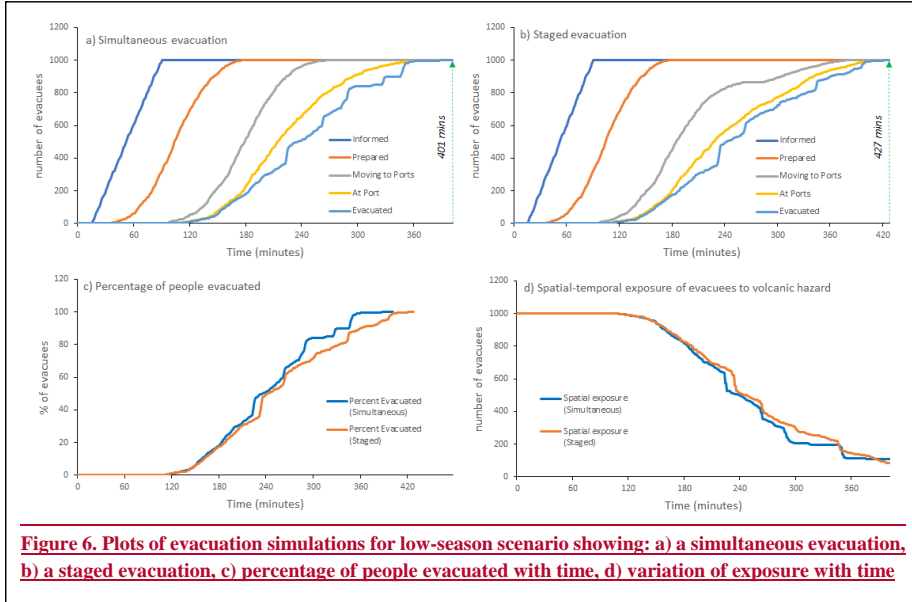 a) Simultaneous evacuation
1200
1000
800
600
400
200
0
number of evacuees
Informed
Prepared
Moving to Ports
At Port
Evacuated
401 mins
0 60 120 180 240 300 360
Time (minutes)
b) Staged evacuation
1200
1000
800
600
400
200
0
number of evacuees
Informed
Prepared
Moving to Ports
At Ports
Evacuated
427 mins
0 60 120 180 240 300 360 420
Time (minutes)
c) Percentage of people evacuated
120
100
80
60
40
20
0
% of evacuees
Percent Evacuated
(Simultaneous)
Percent Evacuated
(Staged)
0 60 120 180 240 300 360 420
Time (minutes)
d) Spatial-temporal exposure of evacuees to volcanic hazard
1200
1000
800
600
400
200
0
number of evacuees
Spatial exposure
(Simultaneous)
Spatial exposure
(Staged)
0 60 120 180 240 300 360
Time (minutes)
Figure 6. Plots of evacuation simulations for low-season scenario showing: a) a simultaneous evacuation,
b) a staged evacuation, c) percentage of people evacuated with time, d) variation of exposure with time